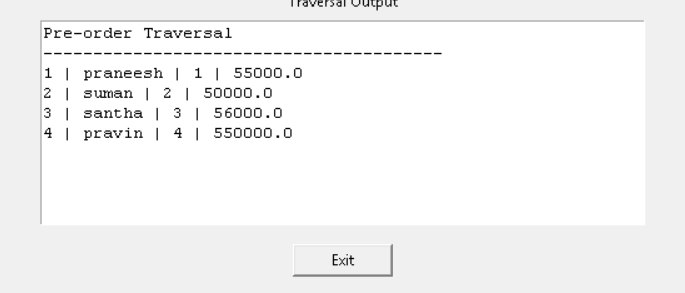 Traversal Output
Pre-order Traversal
----------------------------------------
1 | praneesh | 1 | 55000.0
2 | suman | 2 | 50000.0
3 | santha | 3 | 56000.0
4 | pravin | 4 | 550000.0
Exit